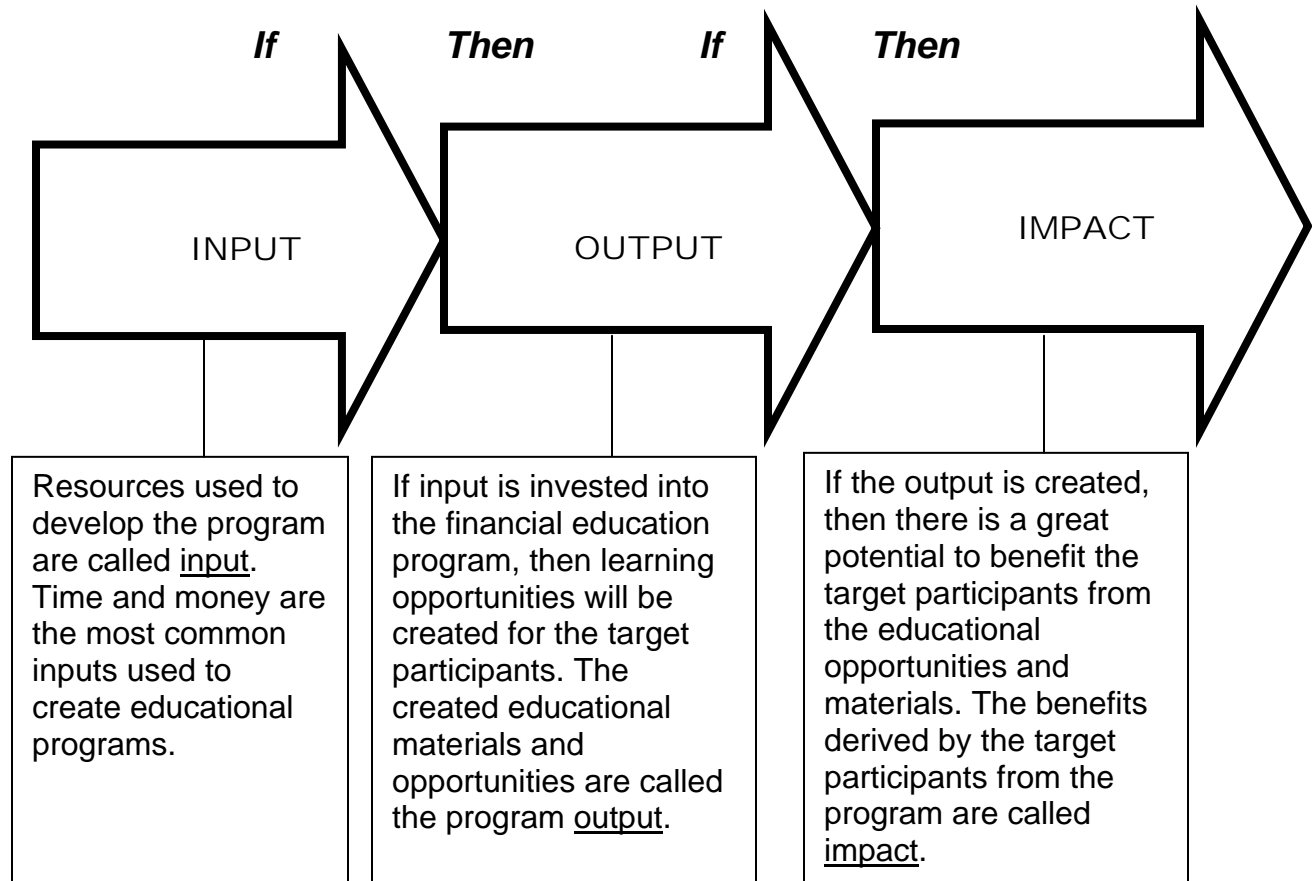 If Then If Then
INPUT
OUTPUT
IMPACT
Resources used to
develop the program
are called input.
Time and money are
the most common
inputs used to
create educational
programs.
If input is invested into
the financial education
program, then learning
opportunities will be
created for the target
participants. The
created educational
materials and
opportunities are called
the program output.
If the output is created,
then there is a great
potential to benefit the
target participants from
the educational
opportunities and
materials. The benefits
derived by the target
participants from the
program are called
impact.